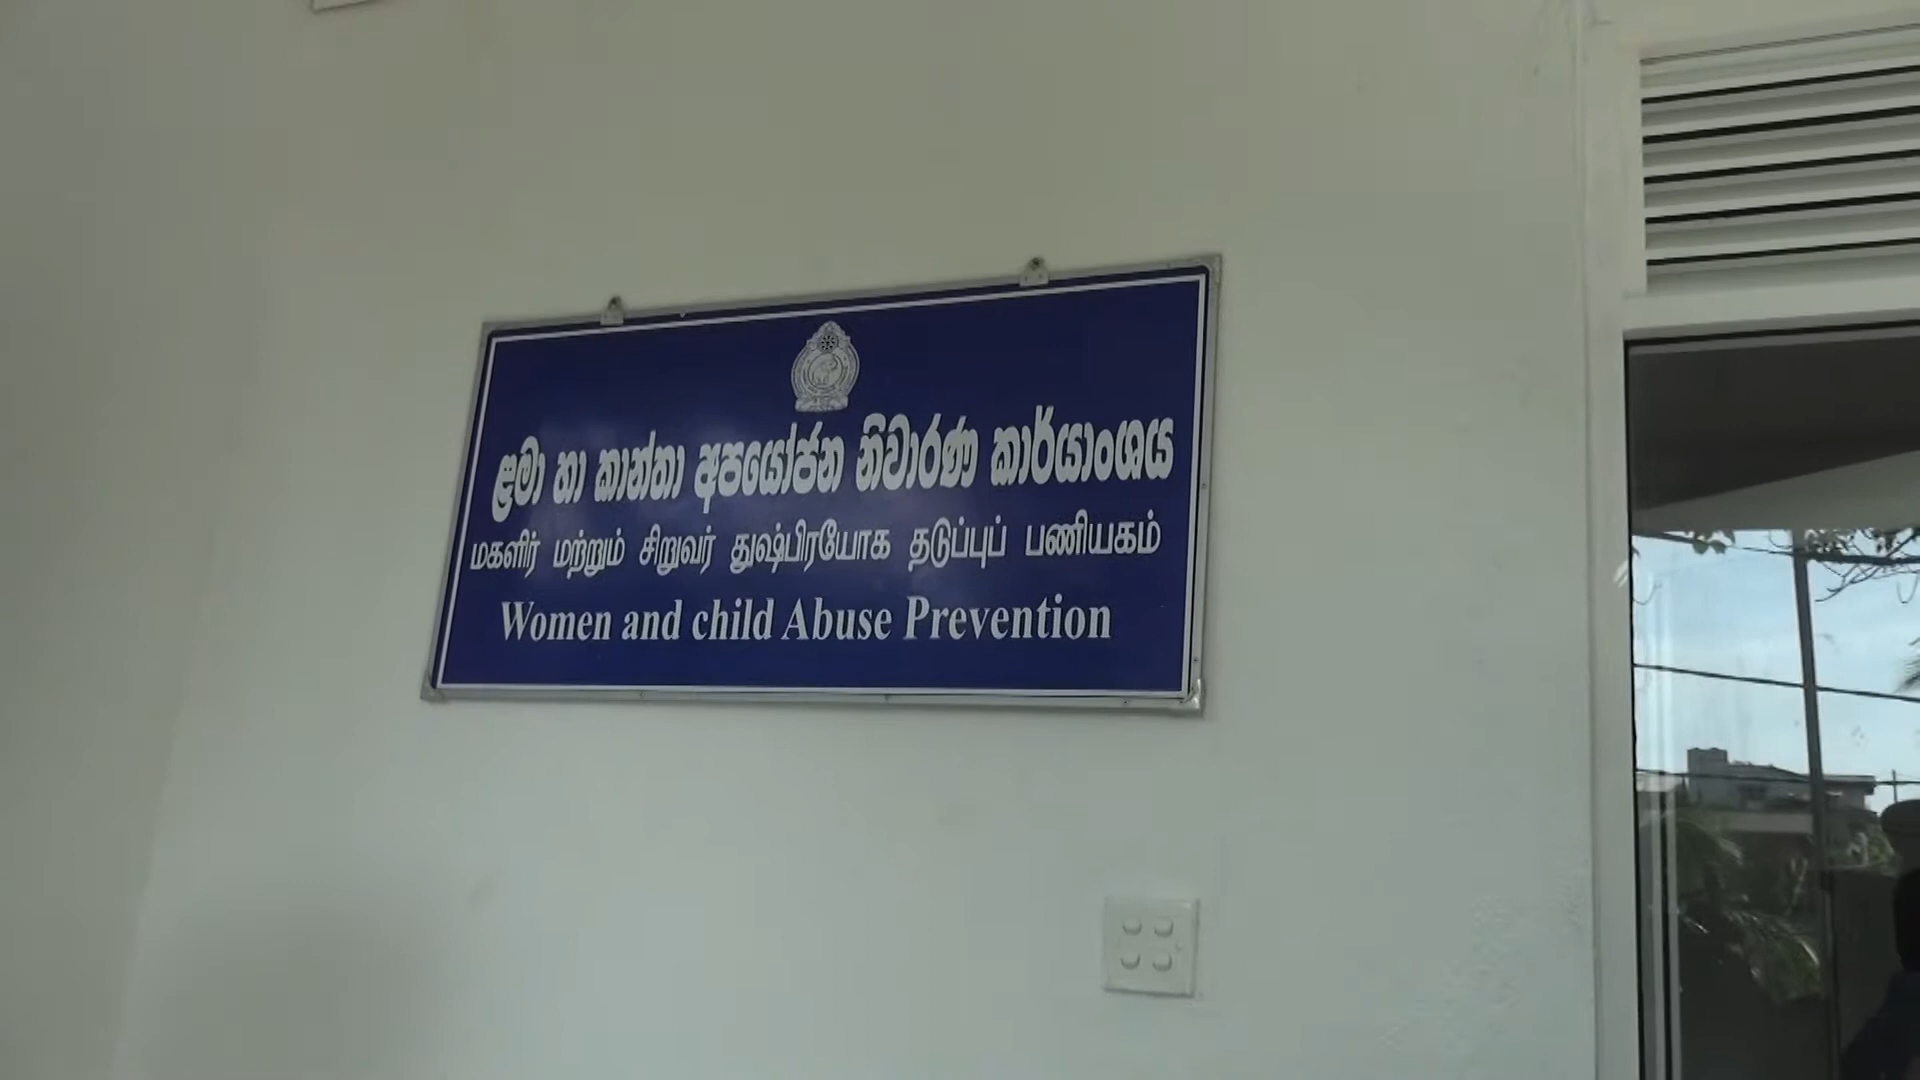 ළමා හා කාන්තා අපයෝජන නිවාරණ කාර්යාංශය
மகளிர் மற்றும் சிறுவர் துஷ்பிரயோக தடுப்புப் பணியகம்
Women and child Abuse Prevention